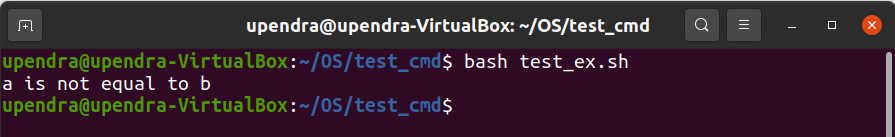 upendra@upendra-VirtualBox: ~/OS/test_cmd
upendra@upendra-VirtualBox:~/OS/test_cmd$ bash test_ex.sh
a is not equal to b
upendra@upendra-VirtualBox:~/OS/test_cmd$